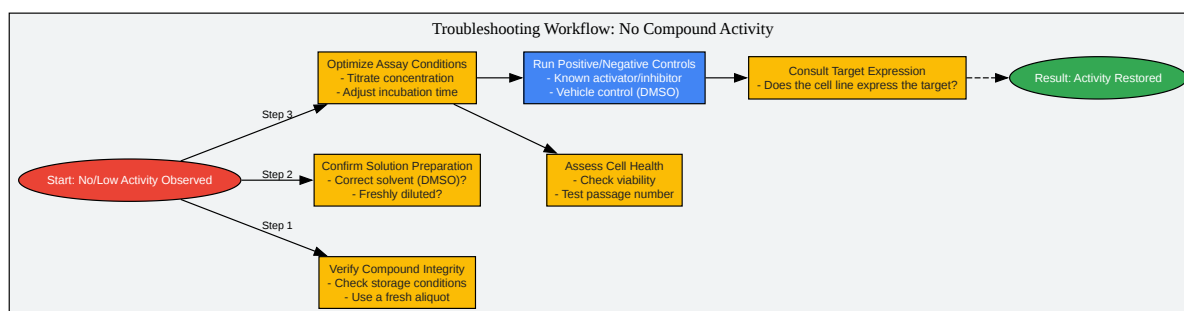 Troubleshooting Workflow: No Compound Activity
Optimize Assay Conditions
- Titrate concentration
- Adjust incubation time
Run Positive/Negative Controls
- Known activator/inhibitor
- Vehicle control (DMSO)
Consult Target Expression
- Does the cell line express the target?
Result: Activity Restored
Step 3
Start: No/Low Activity Observed
Step 2
Confirm Solution Preparation
- Correct solvent (DMSO)?
- Freshly diluted?
Assess Cell Health
- Check viability
- Test passage number
Step 1
Verify Compound Integrity
- Check storage conditions
- Use a fresh aliquot